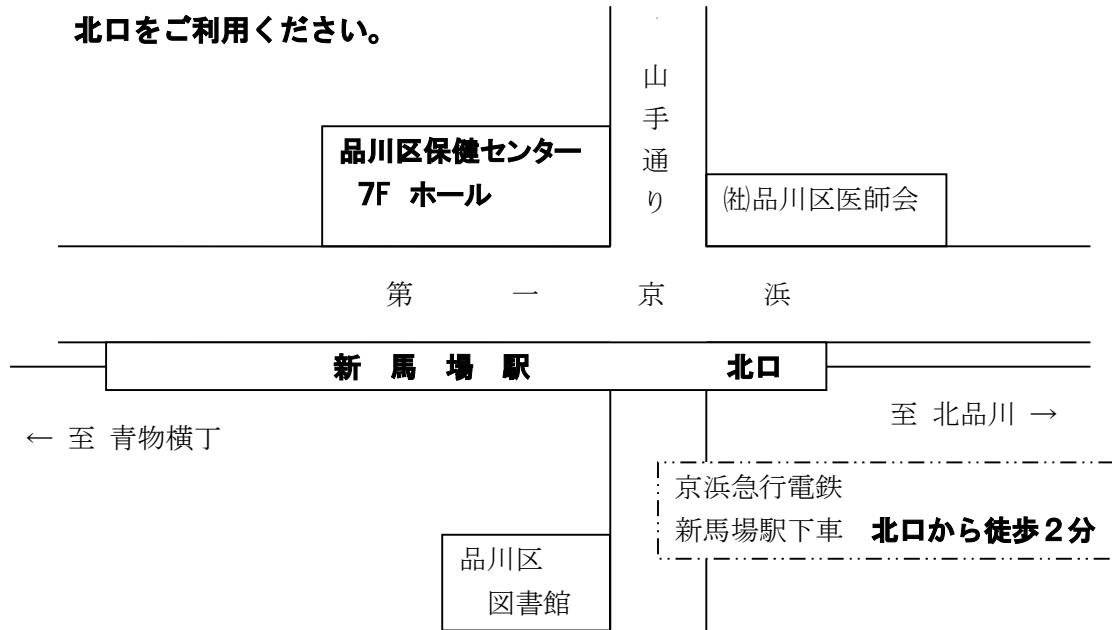 北口をご利用ください。
山手通り
品川区保健センター
7F ホール
㈳品川区医師会
第一京浜
新馬場駅 北口
← 至 青物横丁
至 北品川 →
京浜急行電鉄
新馬場駅下車 北口から徒歩２分
品川区
図書館